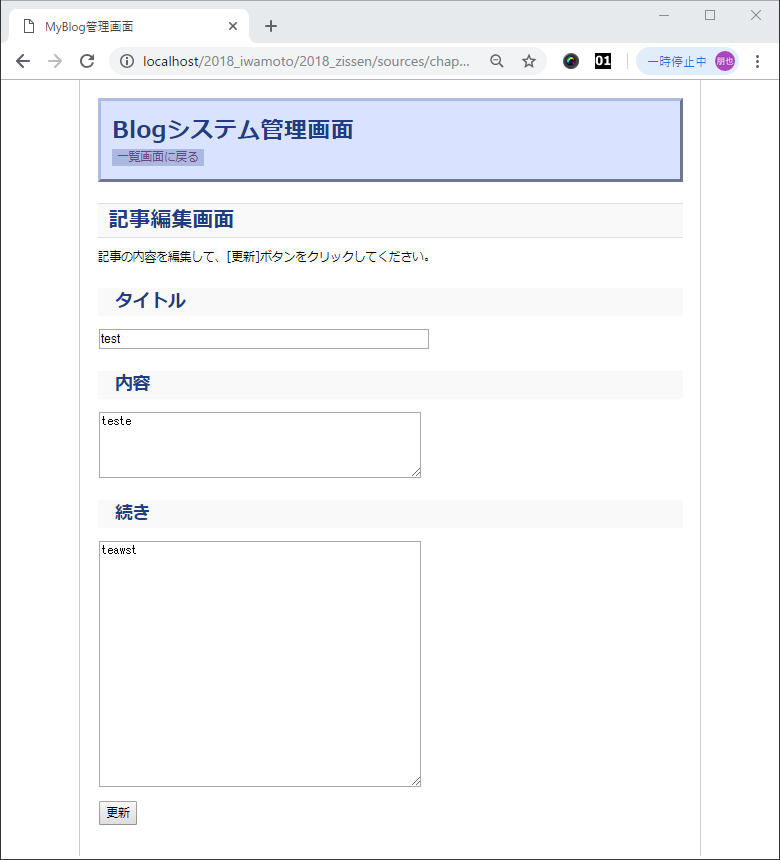 MyBlog管理画面
localhost/2018_iwamoto/2018_zissen/sources/chap...
01
一時停止中
朋也
Blogシステム管理画面
一覧画面に戻る
記事編集画面
記事の内容を編集して、[更新]ボタンをクリックしてください。
タイトル
test
内容
teste
続き
teawst
更新